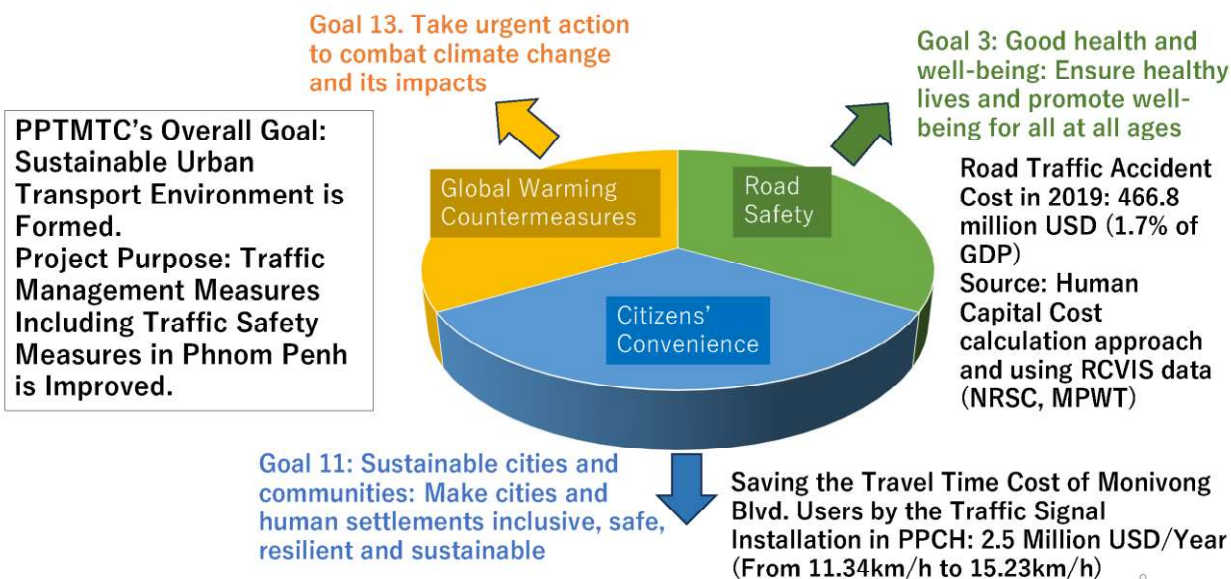 Goal 13. Take urgent action
to combat climate change
and its impacts
Goal 3: Good health and
well-being: Ensure healthy
lives and promote well-
being for all at all ages
PPTMTC's Overall Goal:
Sustainable Urban
Transport Environment is
Formed.
Project Purpose: Traffic
Management Measures
Including Traffic Safety
Measures in Phnom Penh
is Improved.
Global Warming
Countermeasures
Road
Safety
Citizens'
Convenience
Road Traffic Accident
Cost in 2019: 466.8
million USD (1.7% of
GDP)
Source: Human
Capital Cost
calculation approach
and using RCVIS data
(NRSC, MPWT)
Goal 11: Sustainable cities and
communities: Make cities and
human settlements inclusive, safe,
resilient and sustainable
Saving the Travel Time Cost of Monivong
Blvd. Users by the Traffic Signal
Installation in PPCH: 2.5 Million USD/Year
(From 11.34km/h to 15.23km/h)